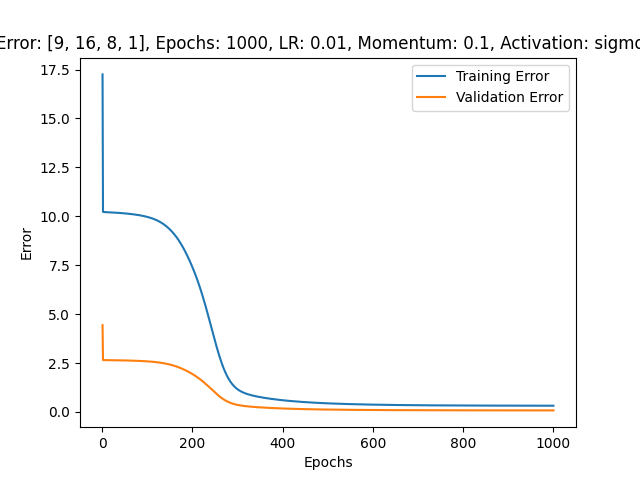 Error: [9, 16, 8, 1], Epochs: 1000, LR: 0.01, Momentum: 0.1, Activation: sigmo
Training Error
Validation Error
17.5
15.0
12.5
10.0
7.5
5.0
2.5
0.0
Error
0 200 400 600 800 1000
Epochs